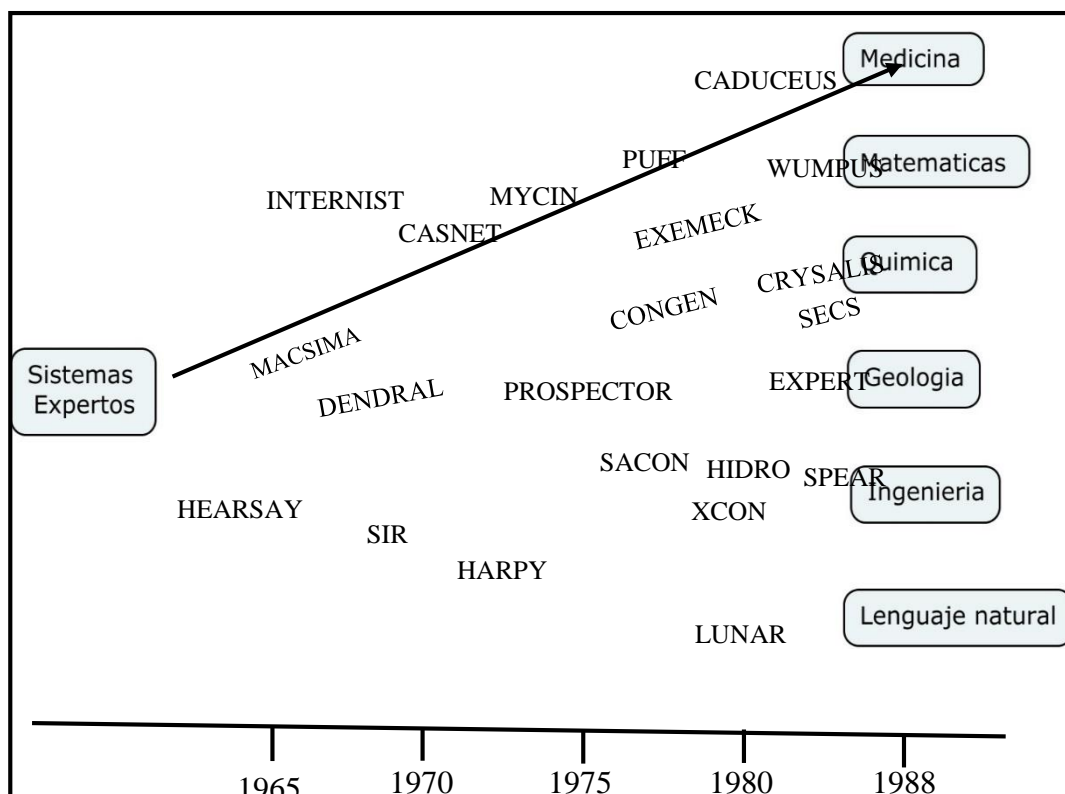 Medicina
CADUCEUS
PUFF
WUMPUS
Matematicas
INTERNIST
MYCIN
CASNET
EXEMECK
CRYSALIS
Quimica
CONGEN
SECS
MACSIMA
Sistemas
Expertos
DENDRAL
PROSPECTOR
EXPERT
Geologia
SACON
HIDRO
SPEAR
Ingenieria
HEARSAY
XCON
SIR
HARPY
LUNAR
Lenguaje natural
1965
1970
1975
1980
1988